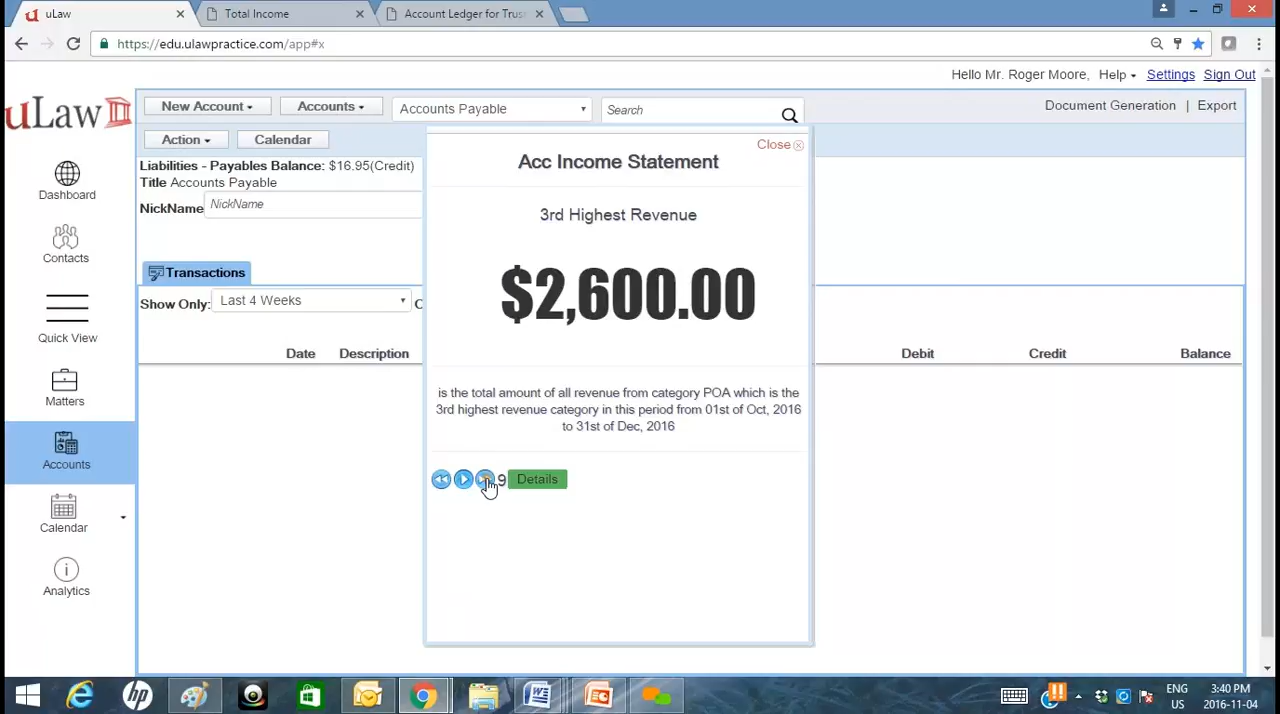 uLaw
Total Income
Account Ledger for Trus
https://edu.ulawpractice.com/app#x
Hello Mr. Roger Moore, Help Settings Sign Out
uLaw
New Account Accounts Accounts Payable Search Document Generation | Export
Action Calendar
Close
Liabilities - Payables Balance: $16.95(Credit)
Title Accounts Payable
NickName NickName
Acc Income Statement
3rd Highest Revenue
$2,600.00
is the total amount of all revenue from category POA which is the
3rd highest revenue category in this period from 01st of Oct, 2016
to 31st of Dec, 2016
9 Details
Transactions
Show Only: Last 4 Weeks
Date Description Debit Credit Balance
Dashboard
Contacts
Quick View
Matters
Accounts
Calendar
Analytics
ENG
US
3:40 PM
2016-11-04